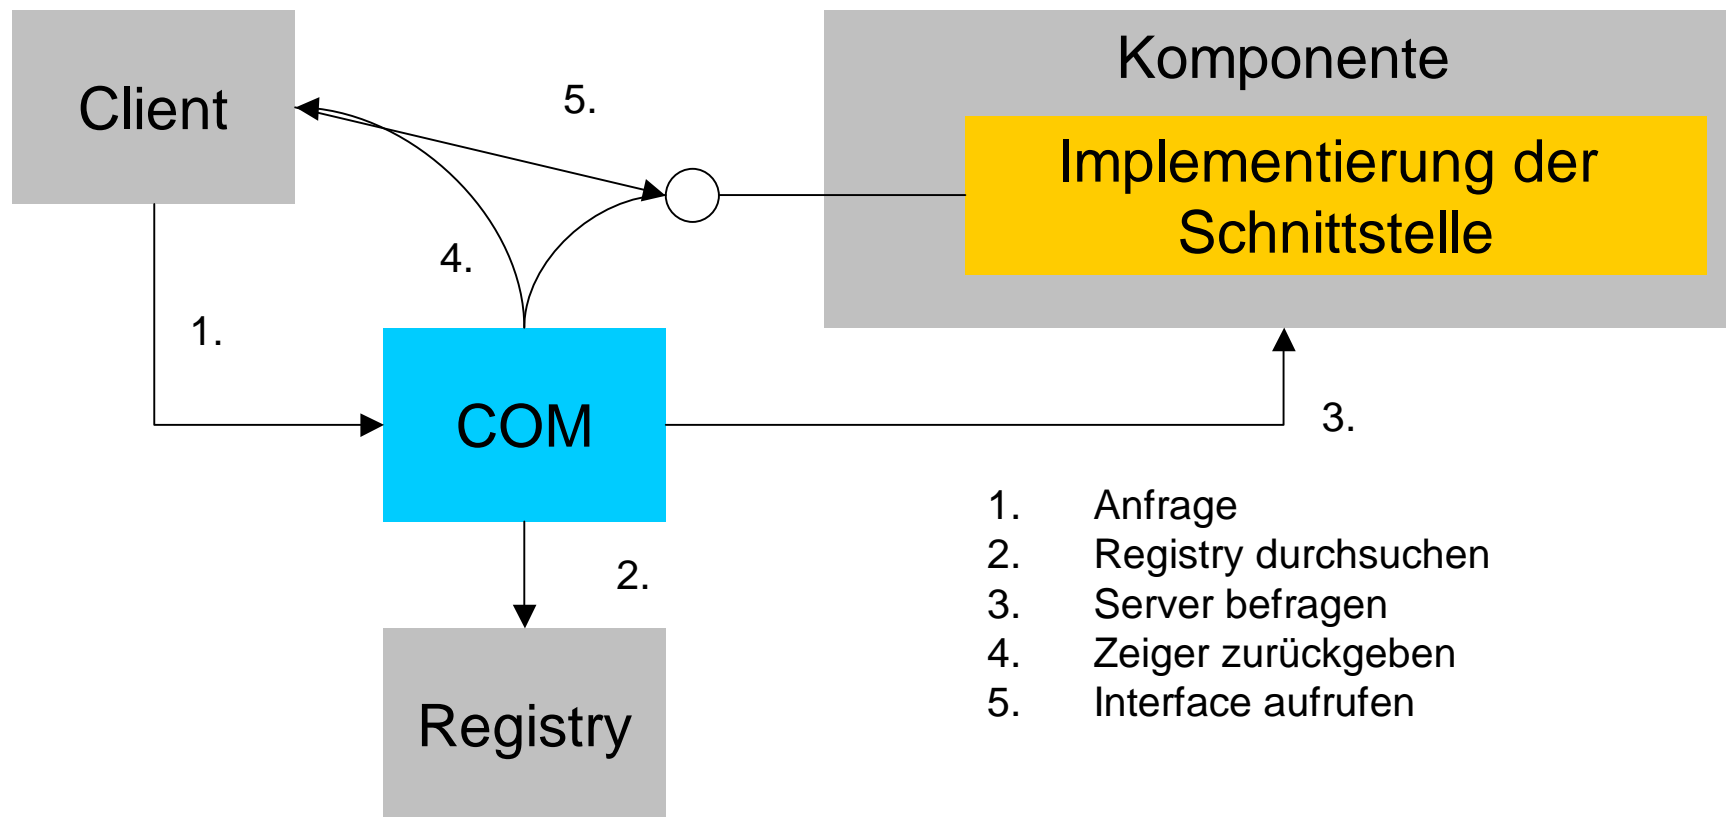 Client
5.
Komponente
Implementierung der
Schnittstelle
4.
1.
COM
3.
2.
Registry
1. Anfrage
2. Registry durchsuchen
3. Server befragen
4. Zeiger zurückgeben
5. Interface aufrufen